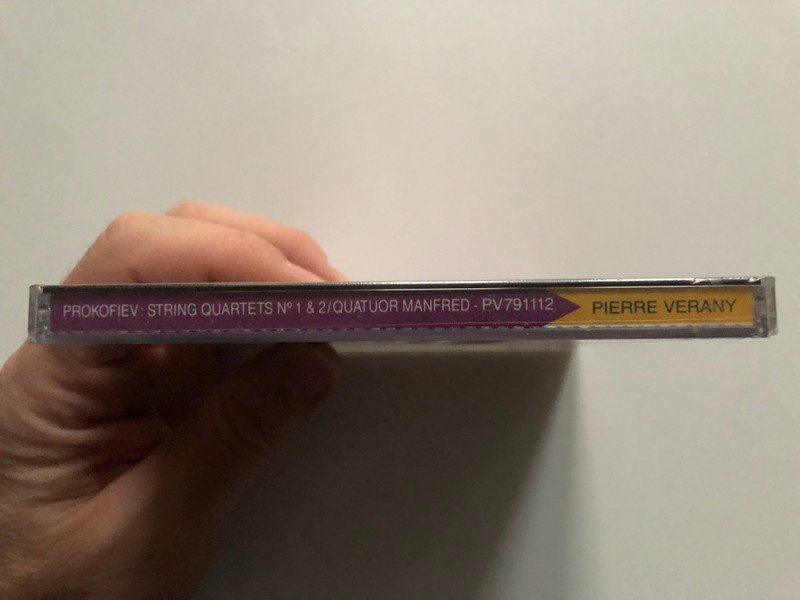 PROKOFIEV : STRING QUARTETS Nº 1 & 2/QUATUOR MANFRED - PV791112 PIERRE VERANY